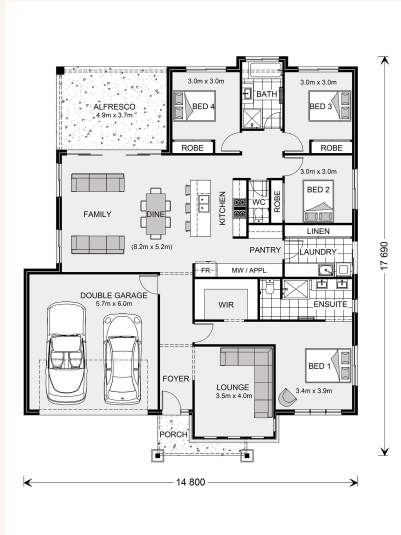 3.0m x 3.0m
BED 4
BATH
3.0m x 3.0m
BED 3
ALFRESCO
4.9m x 3.7m
ROBE
ROBE
3.0m x 3.0m
BED 2
FAMILY
DINE
(8.2m x 5.2m)
KITCHEN
WC
ROBE
LINEN
PANTRY
LAUNDRY
FR
MW / APPL.
DOUBLE GARAGE
5.7m x 6.0m
WIR
ENSUITE
BED 1
3.4m x 3.9m
FOYER
LOUNGE
3.5m x 4.0m
PORCH
14 800
17 690